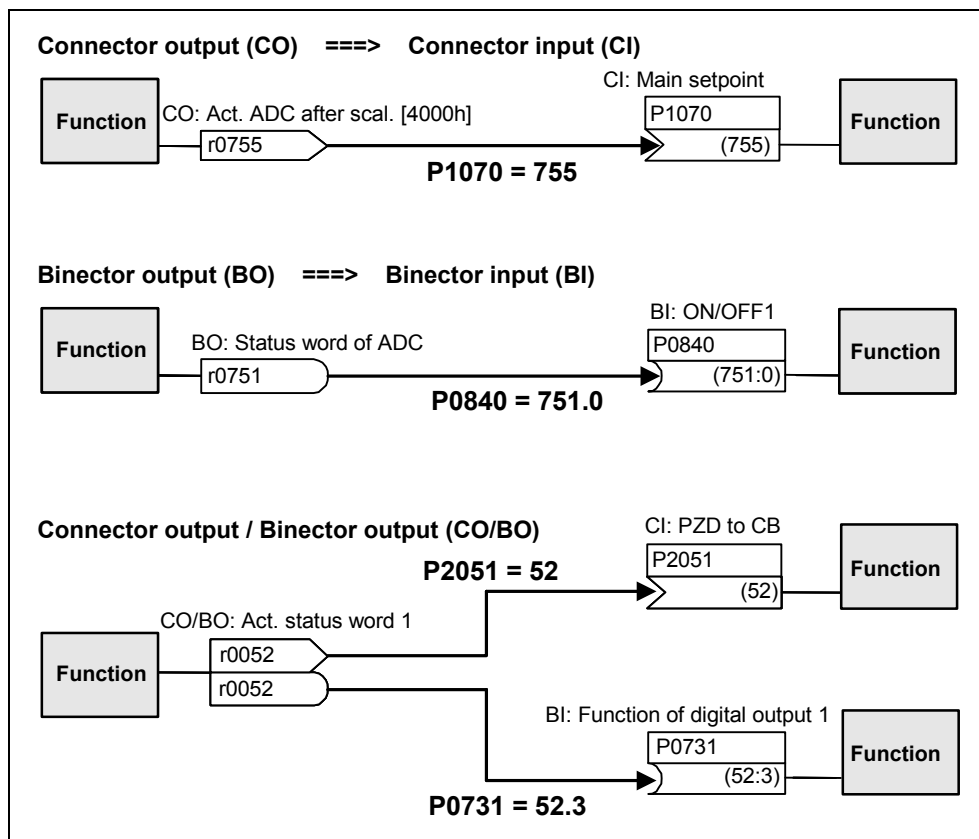 Connector output (CO) ===> Connector input (CI)
CI: Main setpoint
Function
CO: Act. ADC after scal. [4000h]
r0755
P1070 = 755
P1070
(755)
Function
Binector output (BO) ===> Binector input (BI)
BI: ON/OFF1
Function
BO: Status word of ADC
r0751
P0840 = 751.0
P0840
(751:0)
Function
Connector output / Binector output (CO/BO)
CI: PZD to CB
P2051 = 52
P2051
(52)
Function
CO/BO: Act. status word 1
Function
r0052
r0052
BI: Function of digital output 1
P0731
(52:3)
Function
P0731 = 52.3